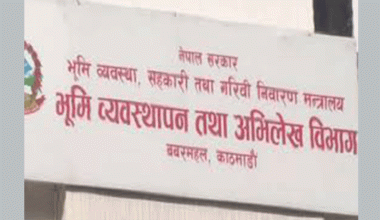 नेपाल सरकार
भूमि व्यवस्था, सहकारी तथा गरिवी निवारण मन्त्रालय
भूमि व्यवस्थापन तथा अभिलेख विभाग
बबरमहल, काठमाडौं